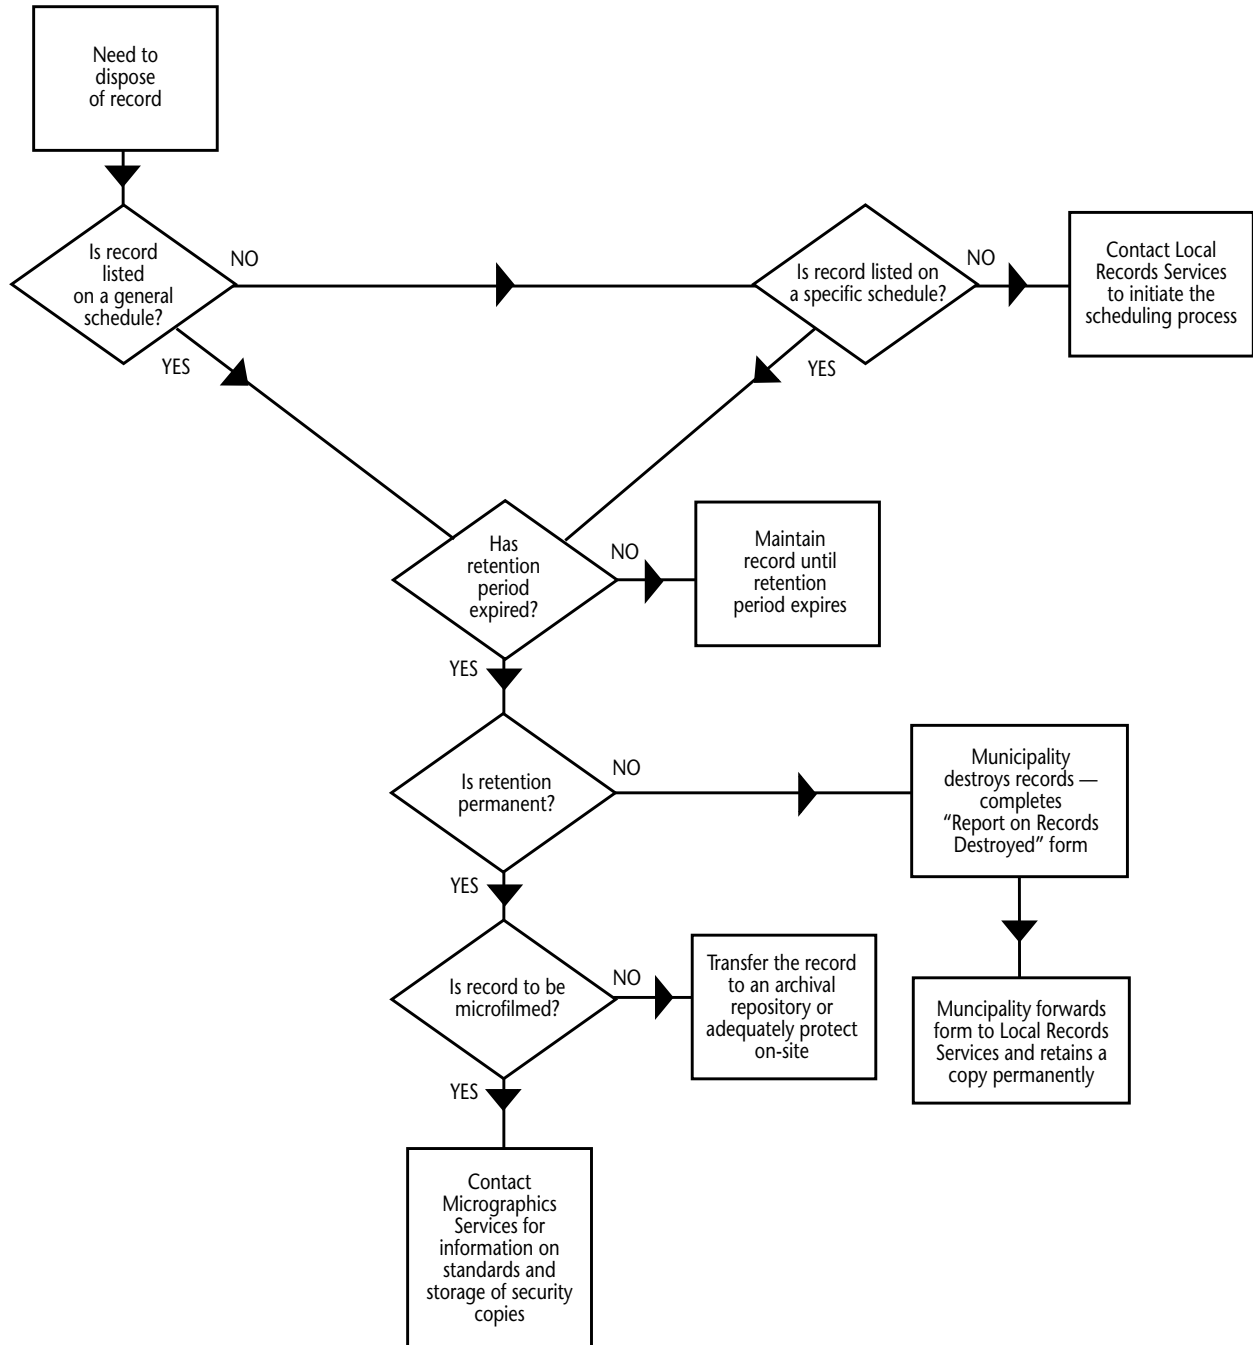 Need to
dispose
of record
Is record
listed
on a general
schedule?
NO
YES
Is record listed on
a specific schedule?
NO
YES
Contact Local
Records Services
to initiate the
scheduling process
Has
retention
period
expired?
NO
YES
Maintain
record until
retention
period expires
Is retention
permanent?
NO
YES
Municipality
destroys records —
completes
“Report on Records
Destroyed” form
Is record to be
microfilmed?
NO
YES
Transfer the record
to an archival
repository or
adequately protect
on-site
Muncipality forwards
form to Local Records
Services and retains a
copy permanently
Contact
Micrographics
Services for
information on
standards and
storage of security
copies